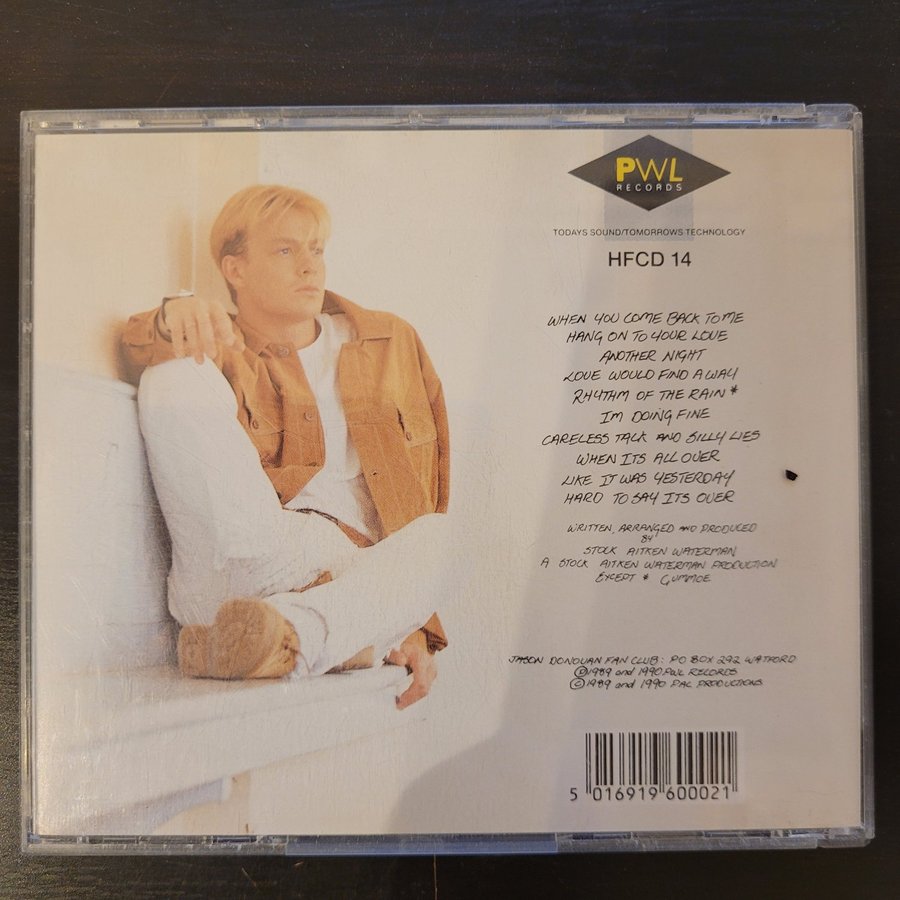 PWL
RECORDS
TODAYS SOUND/TOMORROWS TECHNOLOGY
HFCD 14
WHEN YOU COME BACK TO ME
HANG ON TO YOUR LOVE
ANOTHER NIGHT
LOVE WOULD FIND A WAY
RHYTHM OF THE RAIN *
IM DOING FINE
CARELESS TALK AND SILLY LIES
WHEN ITS ALL OVER
LIKE IT WAS YESTERDAY
HARD TO SAY ITS OVER
WRITTEN, ARRANGED AND PRODUCED
BY
STOCK AITKEN WATERMAN
A STOCK AITKEN WATERMAN PRODUCTION
EXCEPT * GUMMOE
JASON DONOVAN FAN CLUB: PO BOX 292 WATFORD
Ⓟ1989 and 1990 PWL RECORDS
©1989 and 1990 PAL PRODUCTIONS
5 016919 600021